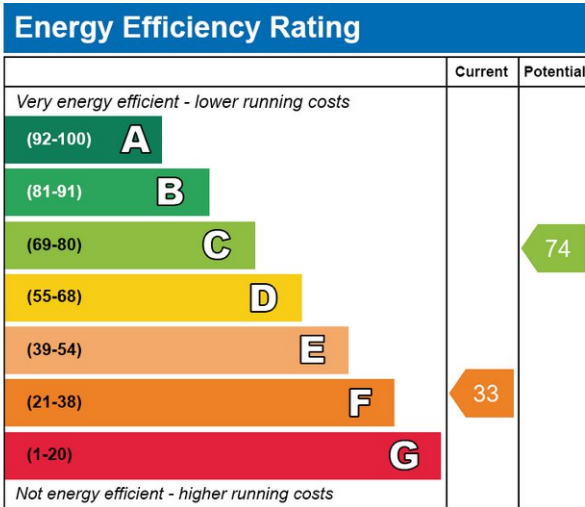 Energy Efficiency Rating
Current Potential
Very energy efficient - lower running costs
(92-100) A
(81-91) B
(69-80) C
74
(55-68) D
(39-54) E
(21-38) F
33
(1-20) G
Not energy efficient - higher running costs